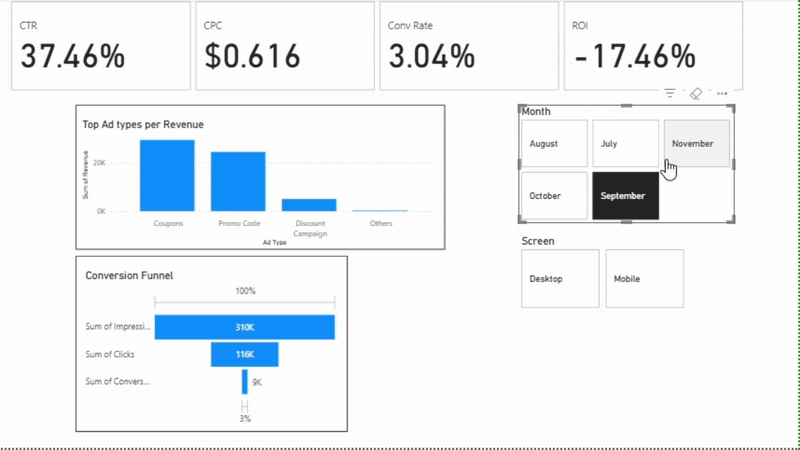 CTR
37.46%
CPC
$0.616
Conv Rate
3.04%
ROI
-17.46%
Top Ad types per Revenue
Sum of Revenue
20K
0K
Coupons
Promo Code
Discount
Campaign
Others
Ad Type
Month
August
July
November
October
September
Screen
Desktop
Mobile
Conversion Funnel
100%
Sum of Impressi...
310K
Sum of Clicks
116K
Sum of Convers...
9K
3%